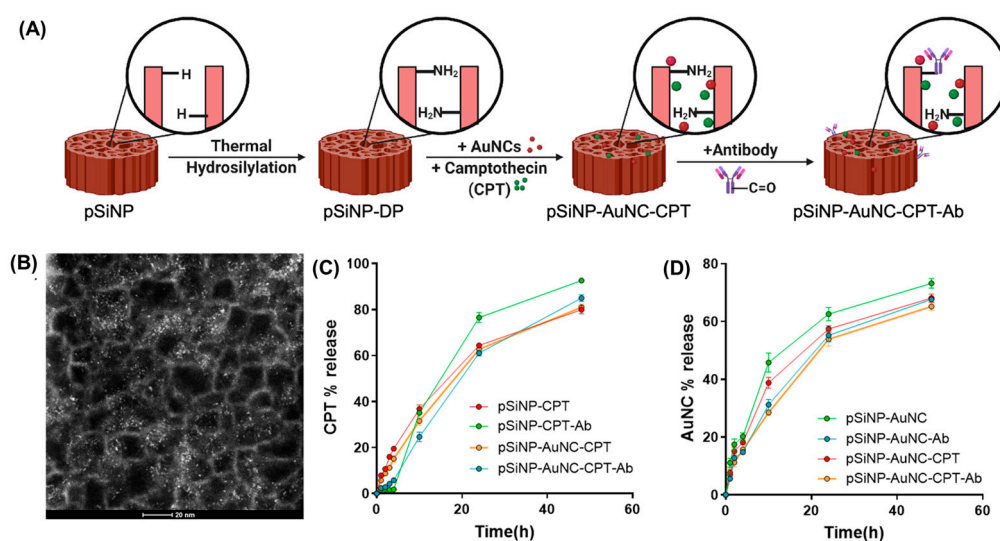 (A)
H
H
NH2
H2N
NH2
H2N
H2N
Thermal
Hydrosilylation
+ AuNCs
+ Camptothecin
(CPT)
+Antibody
C=O
pSiNP
pSiNP-DP
pSiNP-AuNC-CPT
pSiNP-AuNC-CPT-Ab
(B)
20 nm
(C)
CPT % release
100
80
60
40
20
0
pSiNP-CPT
pSiNP-CPT-Ab
pSiNP-AuNC-CPT
pSiNP-AuNC-CPT-Ab
0
20
40
60
Time(h)
(D)
AuNC % release
80
60
40
20
0
pSiNP-AuNC
pSiNP-AuNC-Ab
pSiNP-AuNC-CPT
pSiNP-AuNC-CPT-Ab
0
20
40
60
Time(h)